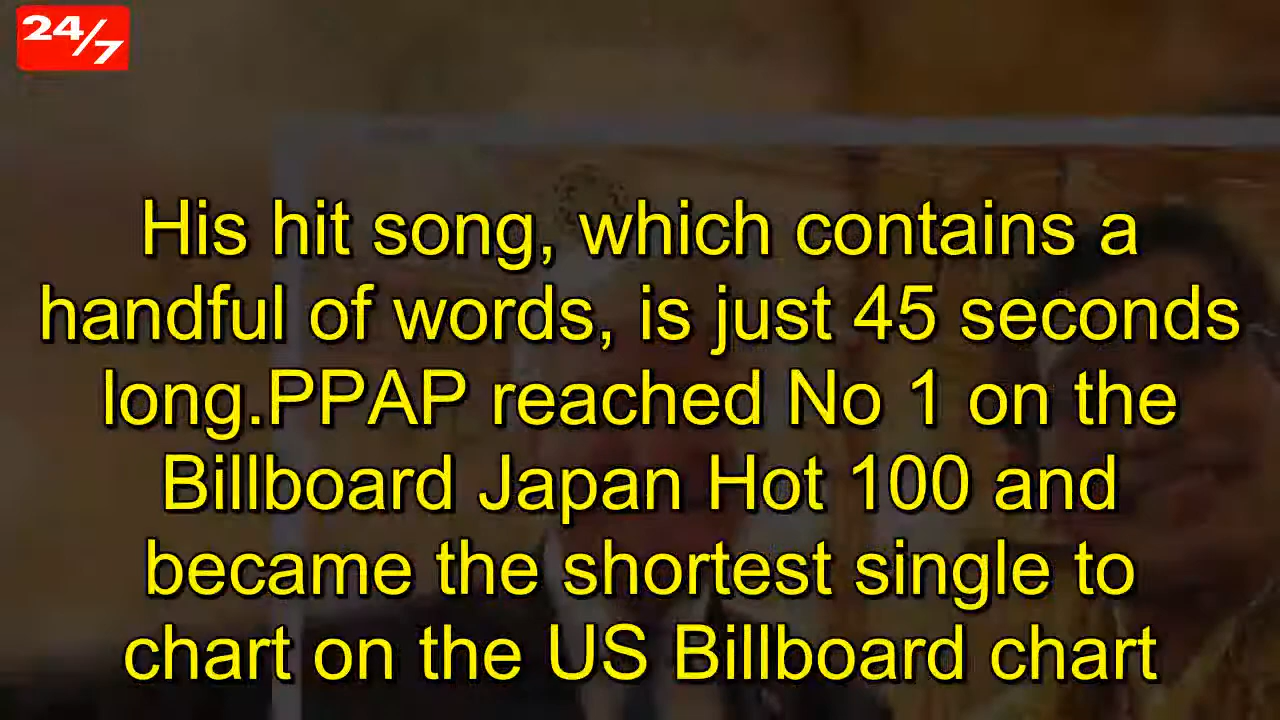 24/7
His hit song, which contains a
handful of words, is just 45 seconds
long.PPAP reached No 1 on the
Billboard Japan Hot 100 and
became the shortest single to
chart on the US Billboard chart